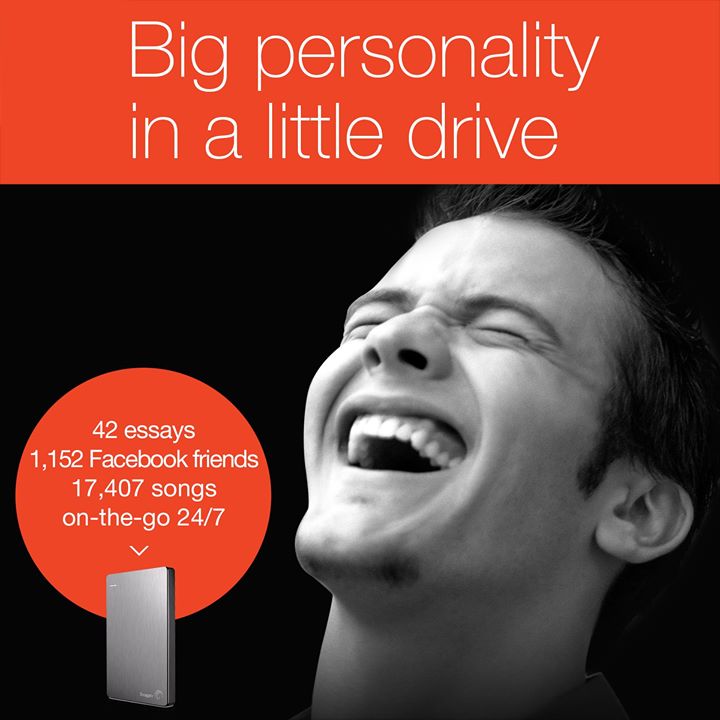 Big personality
in a little drive
42 essays
1,152 Facebook friends
17,407 songs
on-the-go 24/7
Seagate